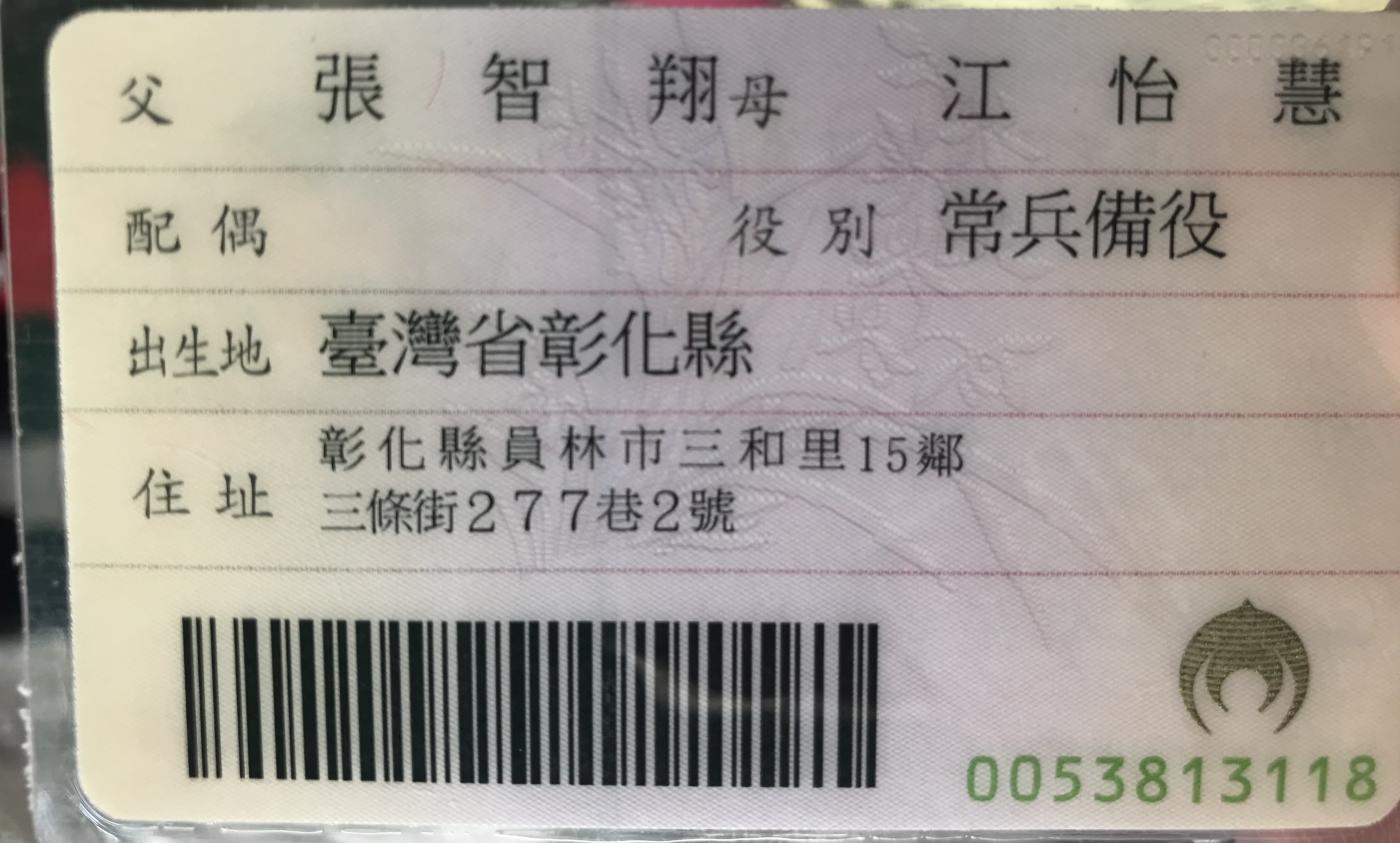 父 張智翔 母 江怡慧
配偶 役別 常兵備役
出生地 臺灣省彰化縣
住址 彰化縣員林市三和里15鄰
三條街277巷2號
0053813118